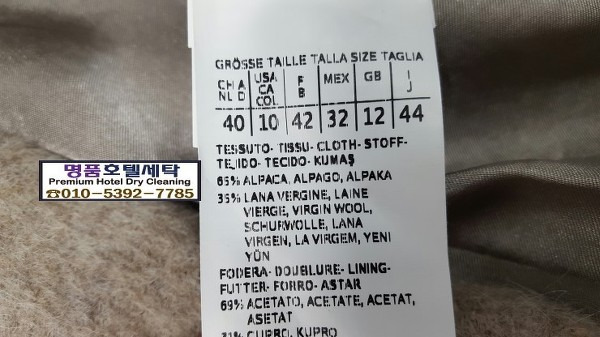 GRÖSSE TAILLE TALLA SIZE TAGLIA
CH A NL D
USA CA COL
F B
MEX
GB
I J
40 10 42 32 12 44
TESSUTO- TISSU- CLOTH- STOFF-
TEJIDO- TECIDO- KUMAŞ
65% ALPACA, ALPAGO, ALPAKA
35% LANA VERGINE, LAINE
VIERGE, VIRGIN WOOL,
SCHURWOLLE, LANA
VIRGEN, LA VIRGEM, YENI
YÜN
FODERA- DOUBLURE- LINING-
FUTTER- FORRO- ASTAR
69% ACETATO, ACETATE, ACETAT,
ASETAT
31% CUPRO, KUPRO
명품호텔세탁
Premium Hotel Dry Cleaning
☎010-5392-7785